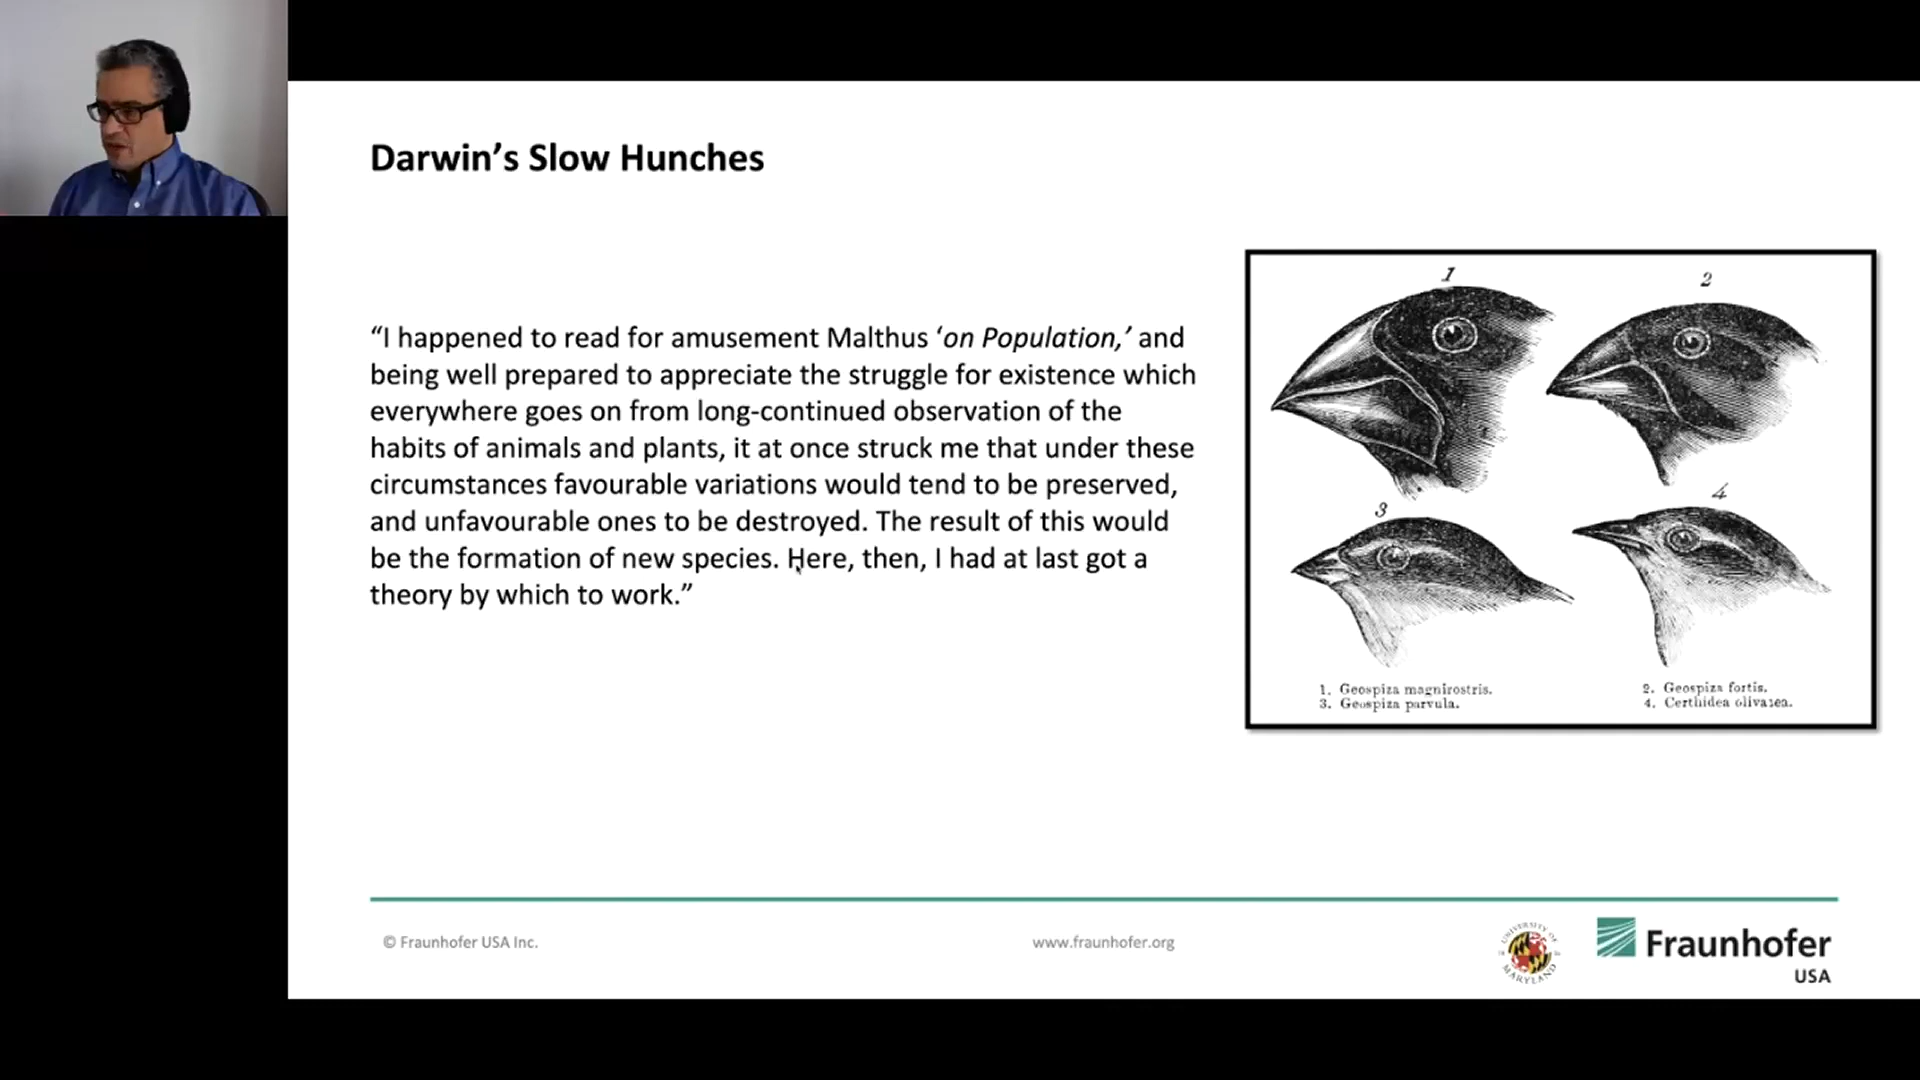 Darwin’s Slow Hunches
“I happened to read for amusement Malthus ‘on Population,’ and
being well prepared to appreciate the struggle for existence which
everywhere goes on from long-continued observation of the
habits of animals and plants, it at once struck me that under these
circumstances favourable variations would tend to be preserved,
and unfavourable ones to be destroyed. The result of this would
be the formation of new species. Here, then, I had at last got a
theory by which to work.”
1
2
3
4
1. Geospiza magnirostris.
2. Geospiza fortis.
3. Geospiza parvula.
4. Certhidea olivasea.
© Fraunhofer USA Inc.
www.fraunhofer.org
UNIVERSITY OF
MARYLAND
Fraunhofer
USA